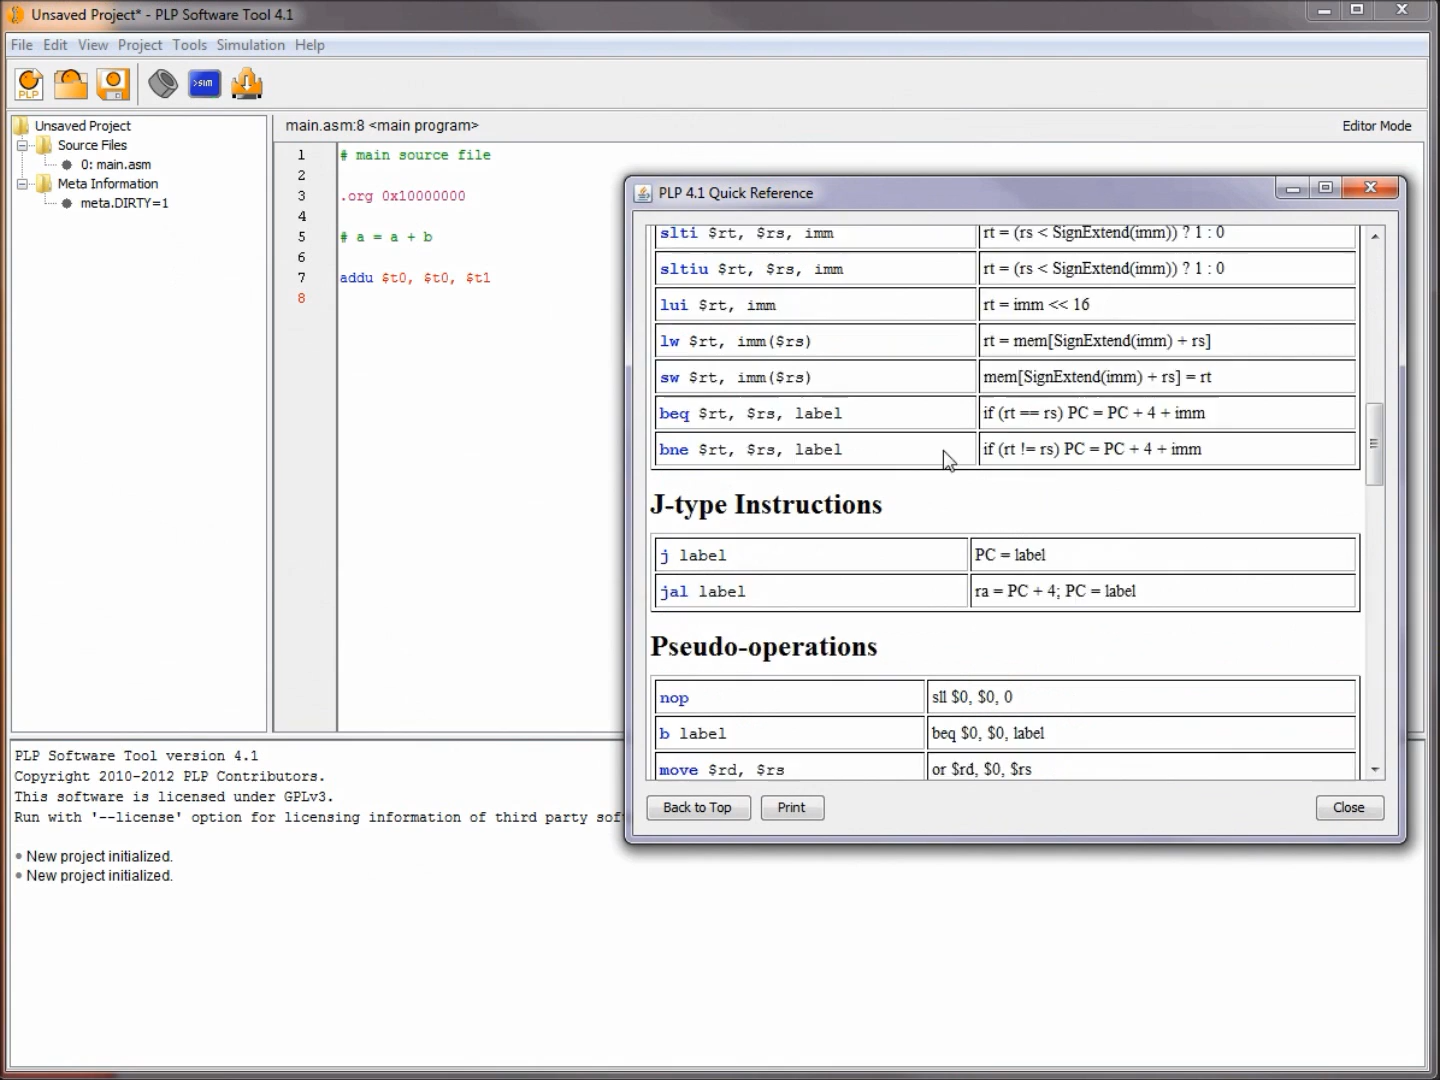 Unsaved Project* - PLP Software Tool 4.1
File Edit View Project Tools Simulation Help
PLP >sim
Unsaved Project
Source Files
0: main.asm
Meta Information
meta.DIRTY=1
main.asm:8 <main program>
Editor Mode
1 # main source file
2
3 .org 0x10000000
4
5 # a = a + b
6
7 addu $t0, $t0, $t1
8
PLP 4.1 Quick Reference
slti $rt, $rs, imm rt = (rs < SignExtend(imm)) ? 1 : 0
sltiu $rt, $rs, imm rt = (rs < SignExtend(imm)) ? 1 : 0
lui $rt, imm rt = imm << 16
lw $rt, imm($rs) rt = mem[SignExtend(imm) + rs]
sw $rt, imm($rs) mem[SignExtend(imm) + rs] = rt
beq $rt, $rs, label if (rt == rs) PC = PC + 4 + imm
bne $rt, $rs, label if (rt != rs) PC = PC + 4 + imm
J-type Instructions
j label PC = label
jal label ra = PC + 4; PC = label
Pseudo-operations
nop sll $0, $0, 0
b label beq $0, $0, label
move $rd, $rs or $rd, $0, $rs
Back to Top Print Close
PLP Software Tool version 4.1
Copyright 2010-2012 PLP Contributors.
This software is licensed under GPLv3.
Run with '--license' option for licensing information of third party sof
New project initialized.
New project initialized.